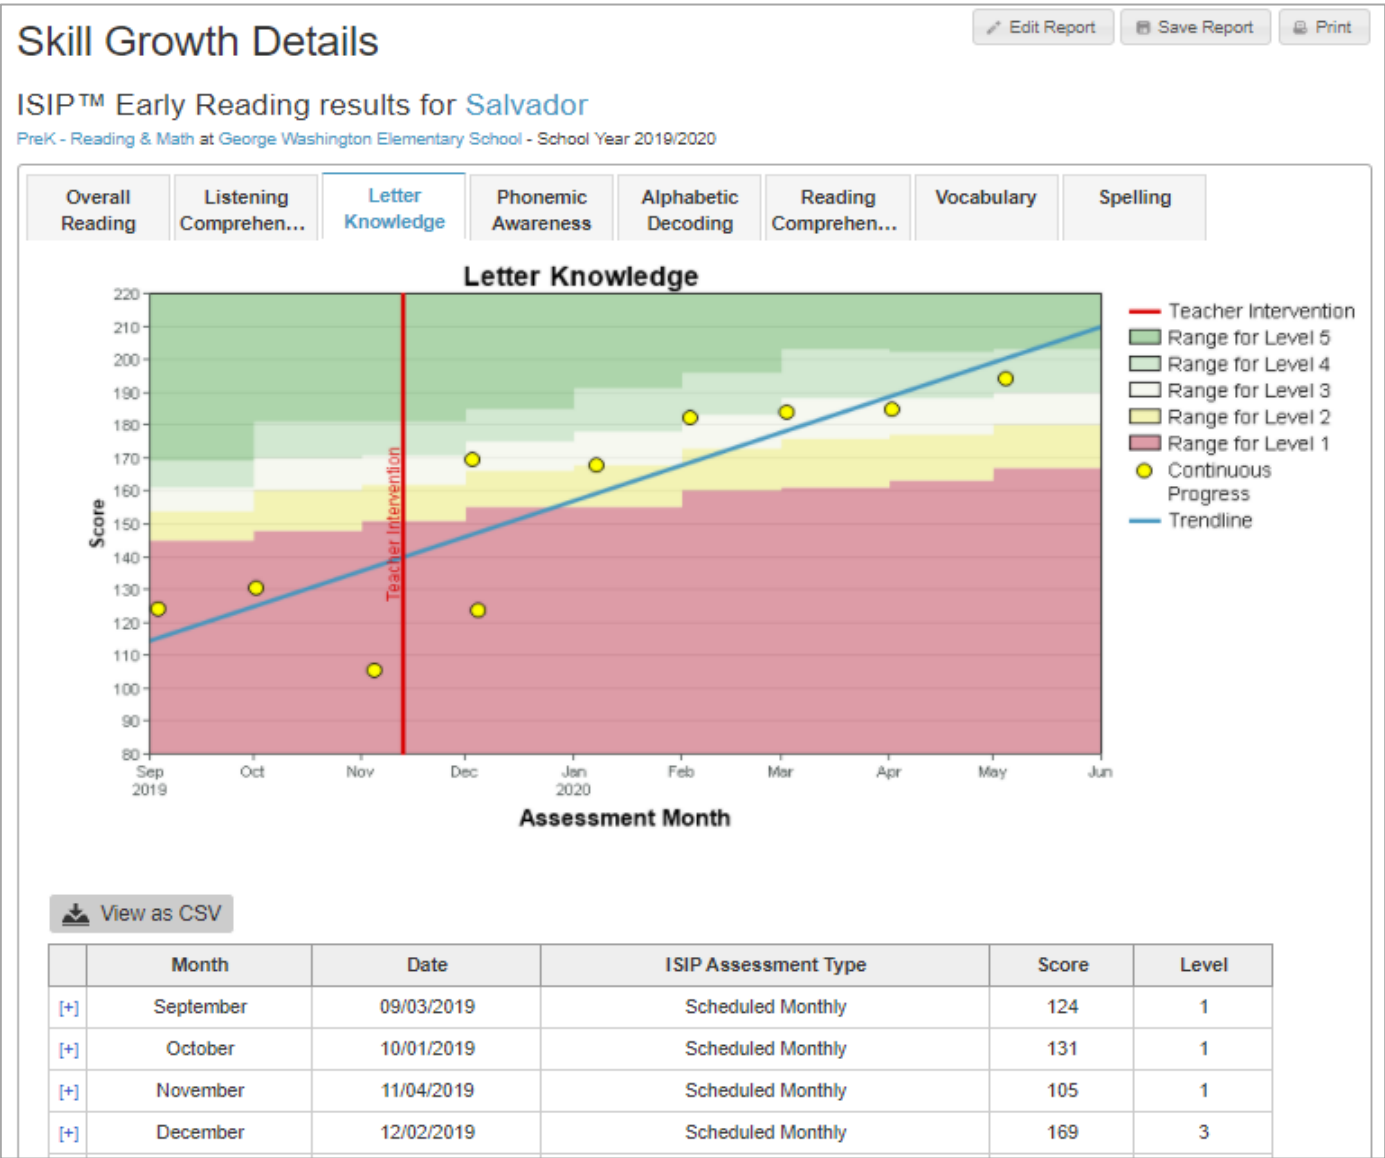 Skill Growth Details
Edit Report
Save Report
Print
ISIP™ Early Reading results for Salvador
PreK - Reading & Math at George Washington Elementary School - School Year 2019/2020
Overall
Reading
Listening
Comprehen...
Letter
Knowledge
Phonemic
Awareness
Alphabetic
Decoding
Reading
Comprehen...
Vocabulary
Spelling
Letter Knowledge
220
210
200
190
180
170
160
150
140
130
120
110
100
90
80
Score
Teacher Intervention
Sep
2019
Oct
Nov
Dec
Jan
2020
Feb
Mar
Apr
May
Jun
Assessment Month
Teacher Intervention
Range for Level 5
Range for Level 4
Range for Level 3
Range for Level 2
Range for Level 1
Continuous
Progress
Trendline
View as CSV
Month Date ISIP Assessment Type Score Level
[+] September 09/03/2019 Scheduled Monthly 124 1
[+] October 10/01/2019 Scheduled Monthly 131 1
[+] November 11/04/2019 Scheduled Monthly 105 1
[+] December 12/02/2019 Scheduled Monthly 169 3